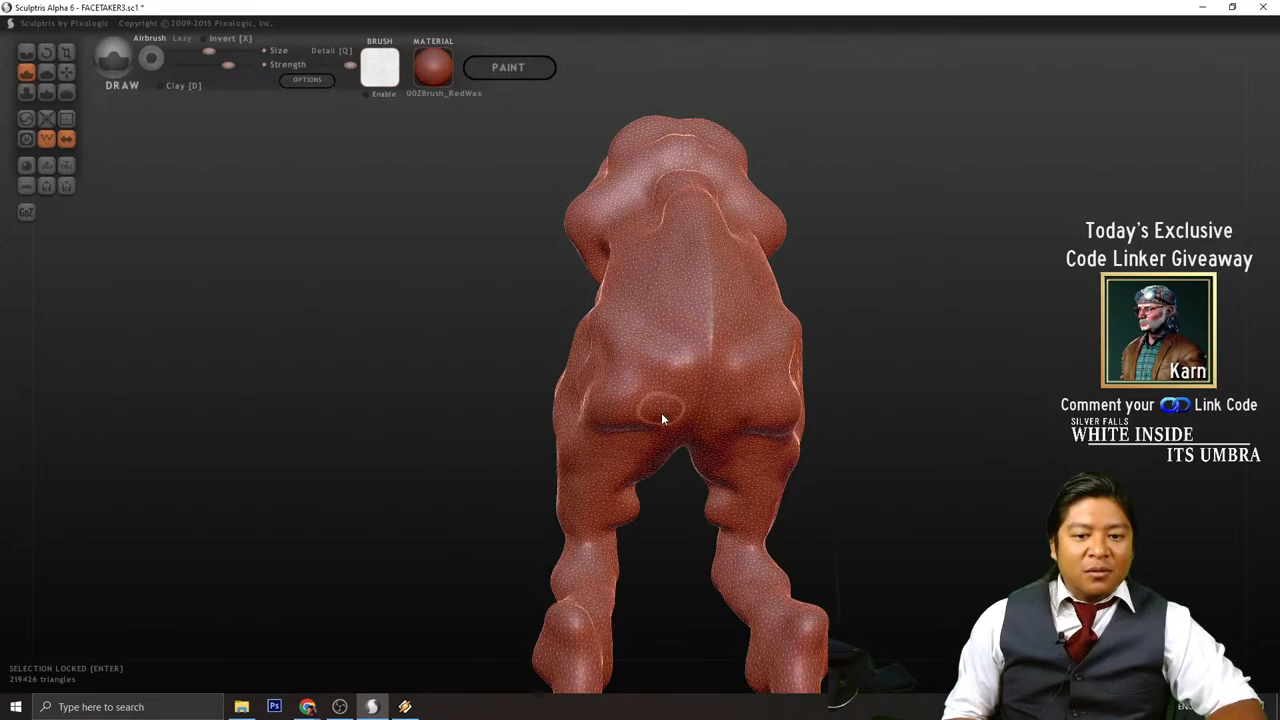 Sculptris Alpha 6 - FACETAKER3.sc1 *
Sculptris by Pixologic Copyright © 2009-2015 Pixologic, Inc.
Airbrush Lazy Invert [X]
Size Detail [Q]
Strength
OPTIONS
DRAW Clay [D]
BRUSH
Enable
MATERIAL
00ZBrush_RedWax
PAINT
GoZ
Today's Exclusive
Code Linker Giveaway
Karn
Comment your Link Code
SILVER FALLS
WHITE INSIDE
ITS UMBRA
SELECTION LOCKED [ENTER]
219426 triangles
Type here to search
Ps